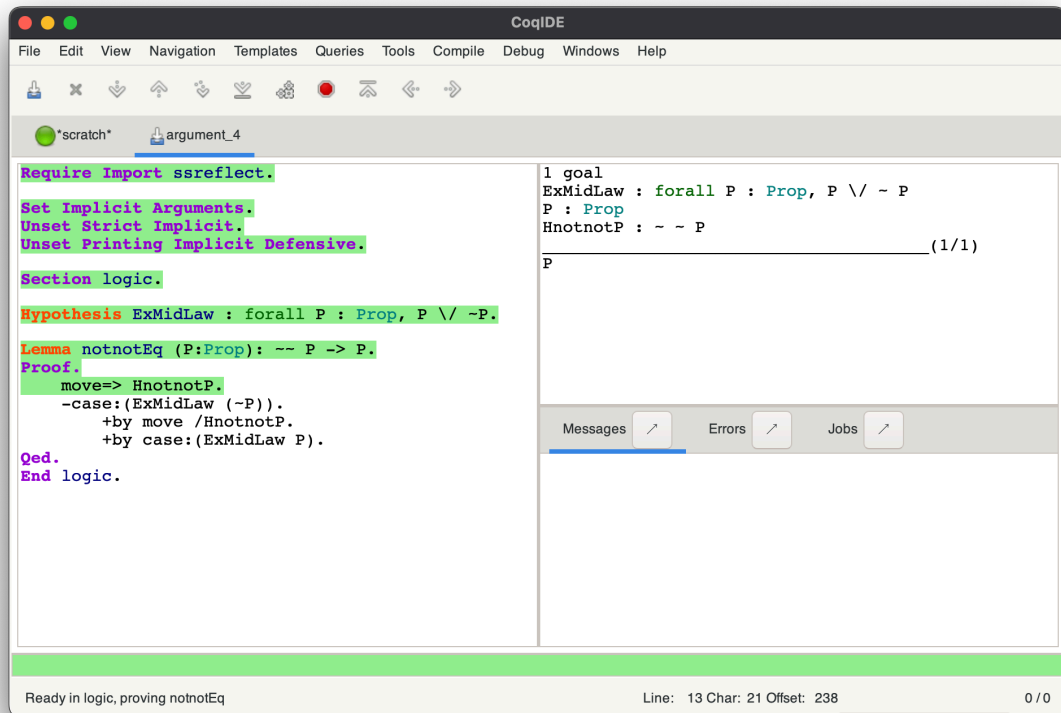 CoqIDE
File Edit View Navigation Templates Queries Tools Compile Debug Windows Help
*scratch* argument_4
Require Import ssreflect.
Set Implicit Arguments.
Unset Strict Implicit.
Unset Printing Implicit Defensive.
Section logic.
Hypothesis ExMidLaw : forall P : Prop, P \/ ~P.
Lemma notnotEq (P:Prop): ~~ P -> P.
Proof.
move=> HnotnotP.
-case:(ExMidLaw (~P)).
+by move /HnotnotP.
+by case:(ExMidLaw P).
Qed.
End logic.
1 goal
ExMidLaw : forall P : Prop, P \/ ~ P
P : Prop
HnotnotP : ~ ~ P
(1/1)
P
Messages Errors Jobs
Ready in logic, proving notnotEq Line: 13 Char: 21 Offset: 238 0 / 0